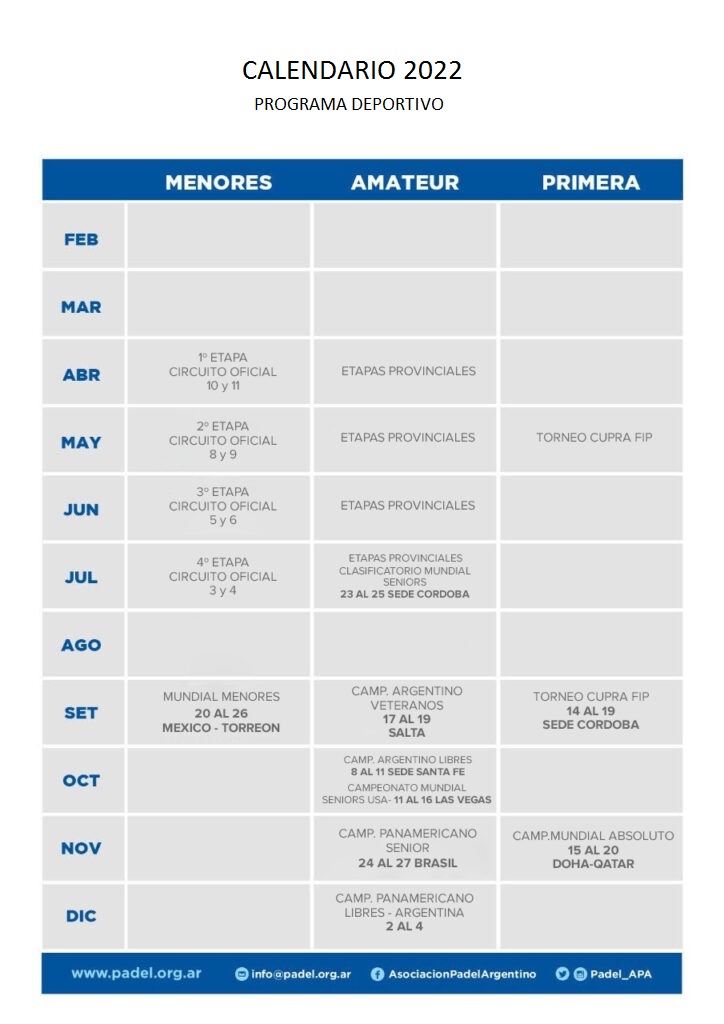 CALENDARIO 2022
PROGRAMA DEPORTIVO
MENORES AMATEUR PRIMERA
FEB
MAR
ABR
1º ETAPA
CIRCUITO OFICIAL
10 y 11
ETAPAS PROVINCIALES
MAY
2º ETAPA
CIRCUITO OFICIAL
8 y 9
ETAPAS PROVINCIALES
TORNEO CUPRA FIP
JUN
3º ETAPA
CIRCUITO OFICIAL
5 y 6
ETAPAS PROVINCIALES
JUL
4º ETAPA
CIRCUITO OFICIAL
3 y 4
ETAPAS PROVINCIALES
CLASIFICATORIO MUNDIAL
SENIORS
23 AL 25 SEDE CORDOBA
AGO
SET
MUNDIAL MENORES
20 AL 26
MEXICO - TORREON
CAMP. ARGENTINO
VETERANOS
17 AL 19
SALTA
TORNEO CUPRA FIP
14 AL 19
SEDE CORDOBA
OCT
CAMP. ARGENTINO LIBRES
8 AL 11 SEDE SANTA FE
CAMPEONATO MUNDIAL
SENIORS USA- 11 AL 16 LAS VEGAS
NOV
CAMP. PANAMERICANO
SENIOR
24 AL 27 BRASIL
CAMP.MUNDIAL ABSOLUTO
15 AL 20
DOHA-QATAR
DIC
CAMP. PANAMERICANO
LIBRES - ARGENTINA
2 AL 4
www.padel.org.ar info@padel.org.ar AsociacionPadelArgentino Padel_APA